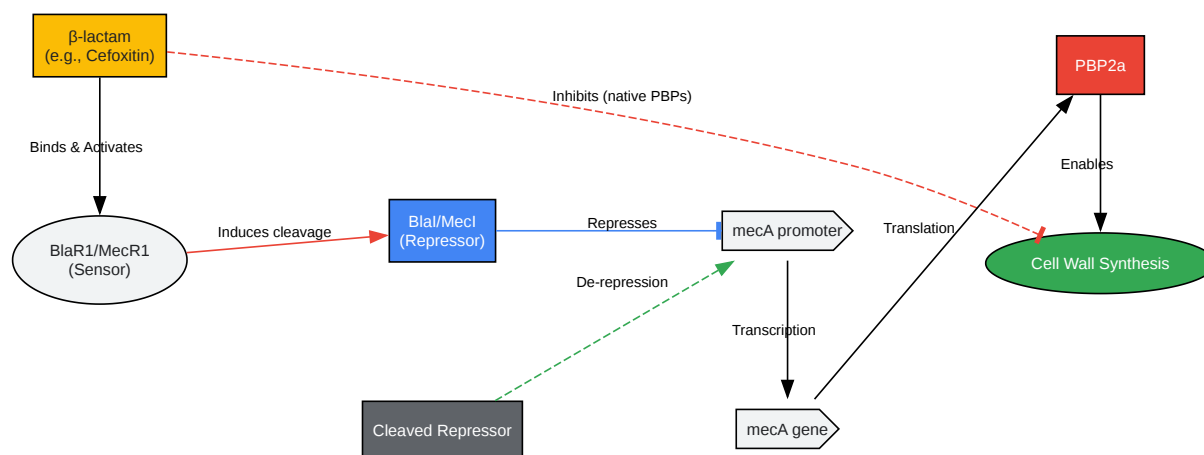 β-lactam
(e.g., Cefoxitin)
PBP2a
Inhibits (native PBPs)
Binds & Activates
Enables
BlaR1/MecR1
(Sensor)
Induces cleavage
BlaI/MecI
(Repressor)
Represses
mecA promoter
Translation
Cell Wall Synthesis
De-repression
Transcription
Cleaved Repressor
mecA gene